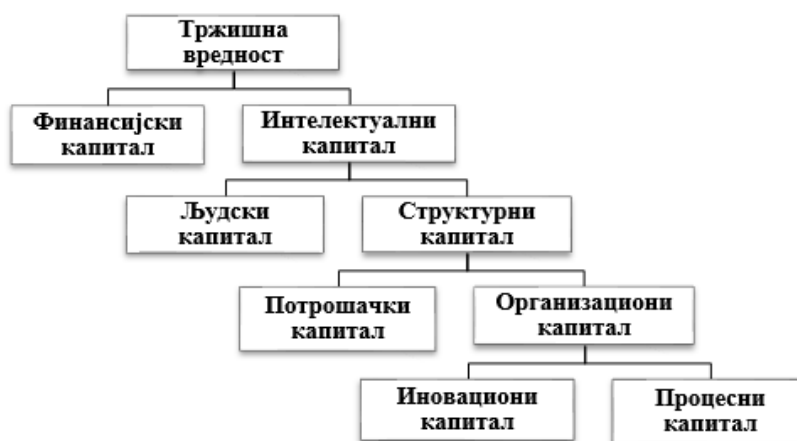 Тржишна
вредност
Финансијски
капитал
Интелектуални
капитал
Људски
капитал
Структурни
капитал
Потрошачки
капитал
Организациони
капитал
Иновациони
капитал
Процесни
капитал